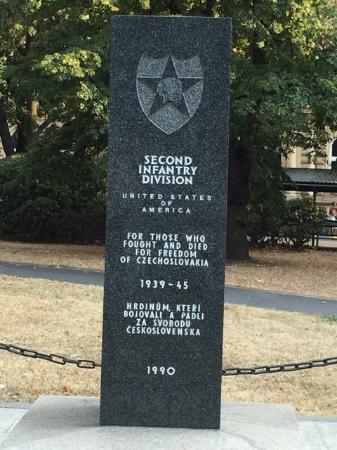 SECOND
INFANTRY
DIVISION
UNITED STATES
OF
AMERICA
FOR THOSE WHO
FOUGHT AND DIED
FOR FREEDOM
OF CZECHOSLOVAKIA
1939-45
HRDINŮM, KTEŘÍ
BOJOVALI A PADLI
ZA SVOBODU
ČESKOSLOVENSKA
1990